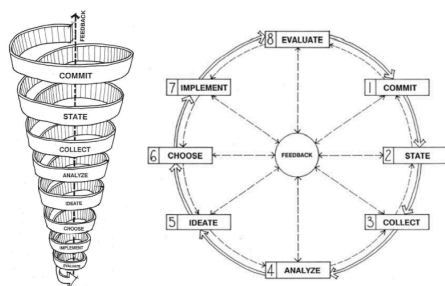 FEEDBACK
COMMIT
STATE
COLLECT
ANALYZE
IDEATE
CHOOSE
IMPLEMENT
EVALUATE
8 EVALUATE
1 COMMIT
2 STATE
3 COLLECT
4 ANALYZE
5 IDEATE
6 CHOOSE
7 IMPLEMENT
FEEDBACK